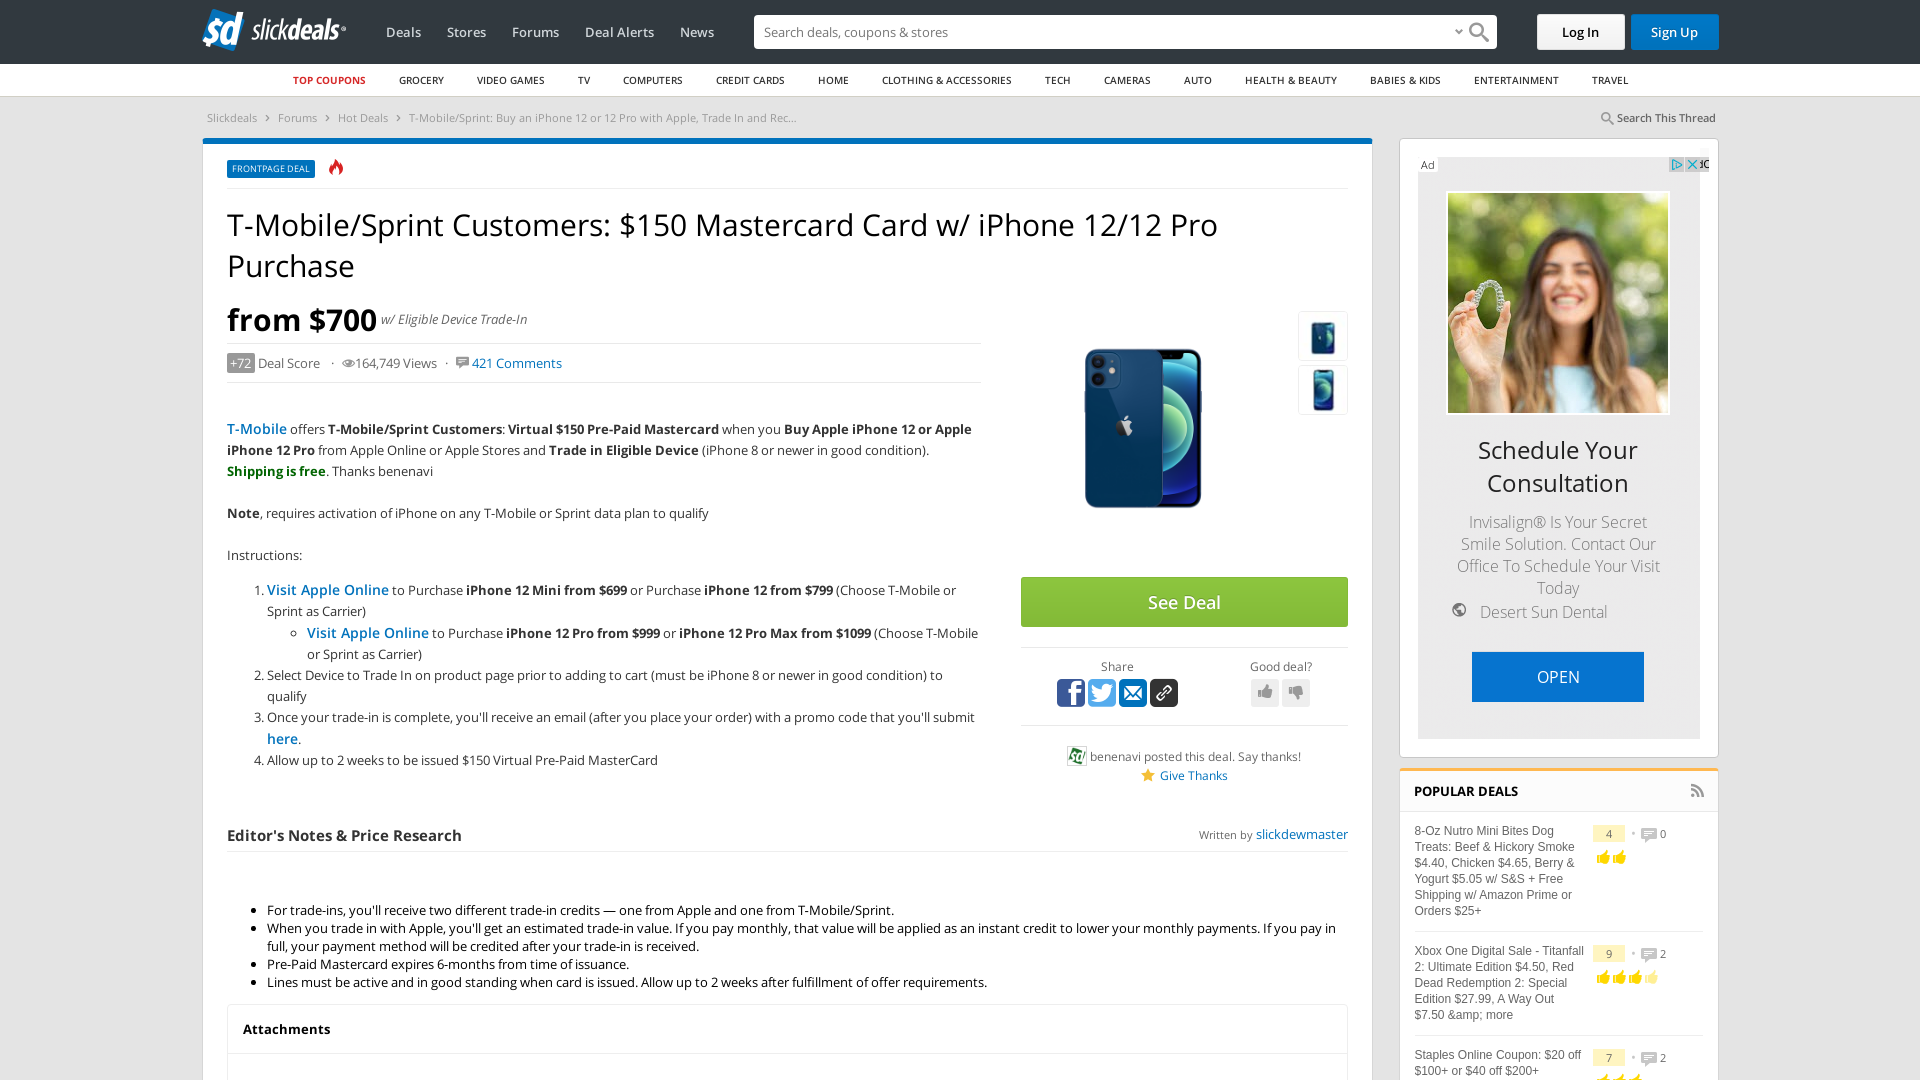 slickdeals
Deals Stores Forums Deal Alerts News
Search deals, coupons & stores
Log In
Sign Up
TOP COUPONS GROCERY VIDEO GAMES TV COMPUTERS CREDIT CARDS HOME CLOTHING & ACCESSORIES TECH CAMERAS AUTO HEALTH & BEAUTY BABIES & KIDS ENTERTAINMENT TRAVEL
Slickdeals > Forums > Hot Deals > T-Mobile/Sprint: Buy an iPhone 12 or 12 Pro with Apple, Trade In and Rec...
Search This Thread
FRONTPAGE DEAL
T-Mobile/Sprint Customers: $150 Mastercard Card w/ iPhone 12/12 Pro
Purchase
from $700 w/ Eligible Device Trade-In
+72 Deal Score · 164,749 Views · 421 Comments
T-Mobile offers T-Mobile/Sprint Customers: Virtual $150 Pre-Paid Mastercard when you Buy Apple iPhone 12 or Apple
iPhone 12 Pro from Apple Online or Apple Stores and Trade in Eligible Device (iPhone 8 or newer in good condition).
Shipping is free. Thanks benenavi
Note, requires activation of iPhone on any T-Mobile or Sprint data plan to qualify
Instructions:
1. Visit Apple Online to Purchase iPhone 12 Mini from $699 or Purchase iPhone 12 from $799 (Choose T-Mobile or
Sprint as Carrier)
Visit Apple Online to Purchase iPhone 12 Pro from $999 or iPhone 12 Pro Max from $1099 (Choose T-Mobile
or Sprint as Carrier)
2. Select Device to Trade In on product page prior to adding to cart (must be iPhone 8 or newer in good condition) to
qualify
3. Once your trade-in is complete, you'll receive an email (after you place your order) with a promo code that you'll submit
here.
4. Allow up to 2 weeks to be issued $150 Virtual Pre-Paid MasterCard
See Deal
Share
Good deal?
benenavi posted this deal. Say thanks!
Give Thanks
Editor's Notes & Price Research
Written by slickdewmaster
• For trade-ins, you'll receive two different trade-in credits — one from Apple and one from T-Mobile/Sprint.
• When you trade in with Apple, you'll get an estimated trade-in value. If you pay monthly, that value will be applied as an instant credit to lower your monthly payments. If you pay in
full, your payment method will be credited after your trade-in is received.
• Pre-Paid Mastercard expires 6-months from time of issuance.
• Lines must be active and in good standing when card is issued. Allow up to 2 weeks after fulfillment of offer requirements.
Attachments
Ad
Schedule Your
Consultation
Invisalign® Is Your Secret
Smile Solution. Contact Our
Office To Schedule Your Visit
Today
Desert Sun Dental
OPEN
POPULAR DEALS
8-Oz Nutro Mini Bites Dog
Treats: Beef & Hickory Smoke
$4.40, Chicken $4.65, Berry &
Yogurt $5.05 w/ S&S + Free
Shipping w/ Amazon Prime or
Orders $25+
4 • 0
Xbox One Digital Sale - Titanfall
2: Ultimate Edition $4.50, Red
Dead Redemption 2: Special
Edition $27.99, A Way Out
$7.50 &amp; more
9 • 2
Staples Online Coupon: $20 off
$100+ or $40 off $200+
7 • 2